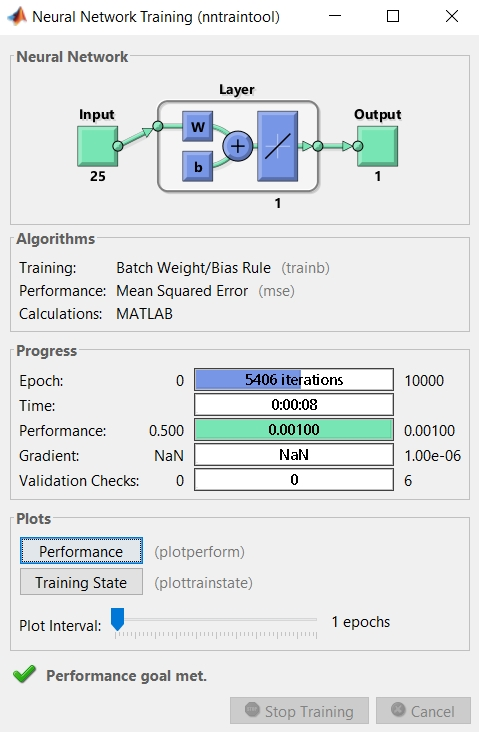 Neural Network Training (nntraintool)
Neural Network
Layer
Input
Output
W
b
+
25
1
1
Algorithms
Training: Batch Weight/Bias Rule (trainb)
Performance: Mean Squared Error (mse)
Calculations: MATLAB
Progress
Epoch: 0 5406 iterations 10000
Time: 0:00:08
Performance: 0.500 0.00100 0.00100
Gradient: NaN NaN 1.00e-06
Validation Checks: 0 0 6
Plots
Performance (plotperform)
Training State (plottrainstate)
Plot Interval: 1 epochs
Performance goal met.
Stop Training Cancel